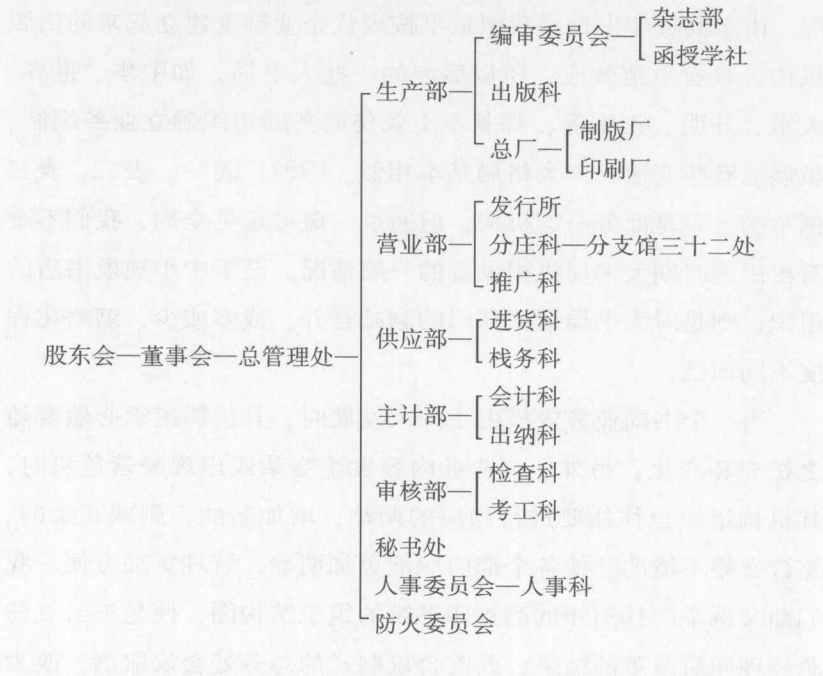 杂志部
编审委员会
函授学社
生产部
出版科
制版厂
总厂
印刷厂
发行所
营业部
分庄科—分支馆三十二处
推广科
进货科
供应部
栈务科
股东会—董事会—总管理处
会计科
主计部
出纳科
检查科
审核部
考工科
秘书处
人事委员会—人事科
防火委员会